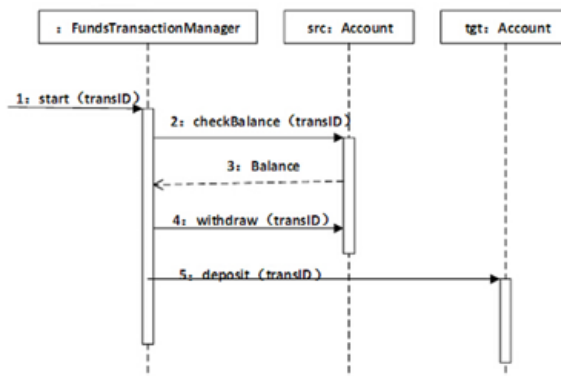 ：FundsTransactionManager
src：Account
tgt：Account
1：start（transID）
2：checkBalance（transID）
3：Balance
4：withdraw（transID）
5：deposit（transID）